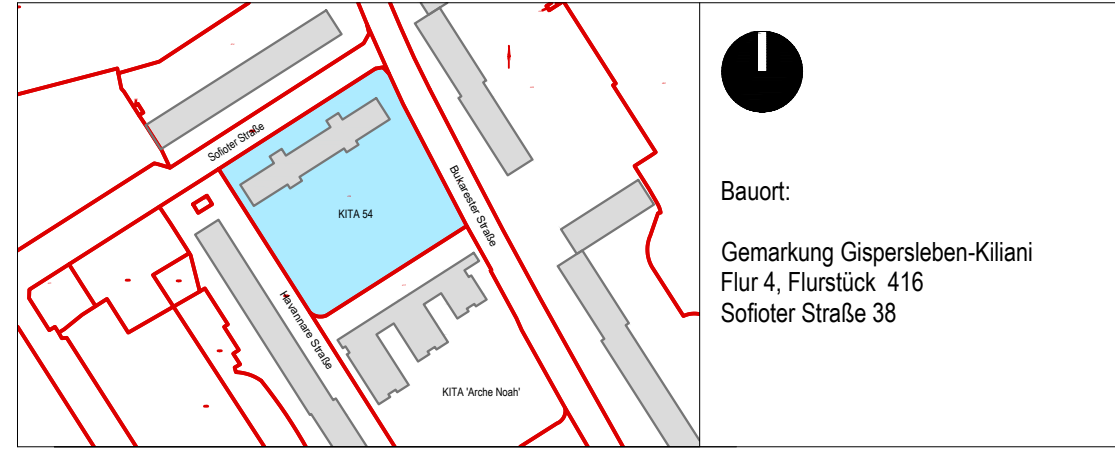 Sofioter Straße
KITA 54
Bukarester Straße
Havannare Straße
KITA 'Arche Noah'
Bauort:
Gemarkung Gispersleben-Kiliani
Flur 4, Flurstück 416
Sofioter Straße 38